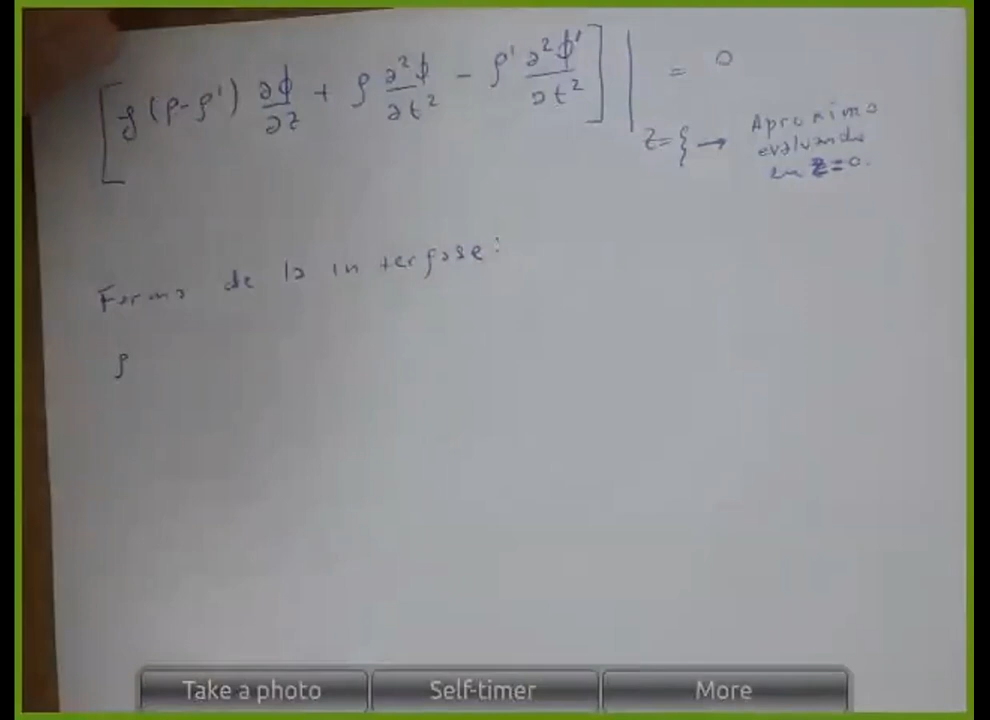 [g(ρ-ρ') ∂ϕ/∂z + ρ ∂²ϕ/∂t² - ρ' ∂²ϕ'/∂t²]|z=ξ = 0
→ Aproximo
evaluando
en z=0.
Forma de la interfase:
ρ
Take a photo
Self-timer
More